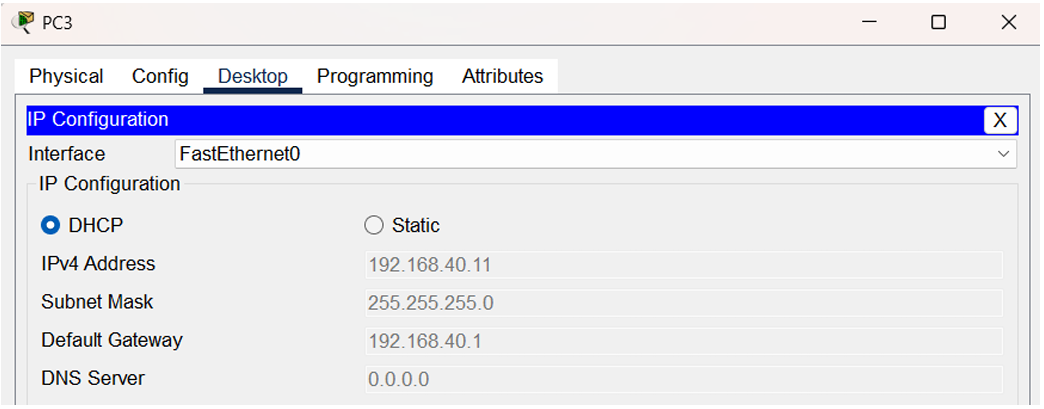 PC3
Physical Config Desktop Programming Attributes
IP Configuration X
Interface FastEthernet0
IP Configuration
DHCP Static
IPv4 Address 192.168.40.11
Subnet Mask 255.255.255.0
Default Gateway 192.168.40.1
DNS Server 0.0.0.0